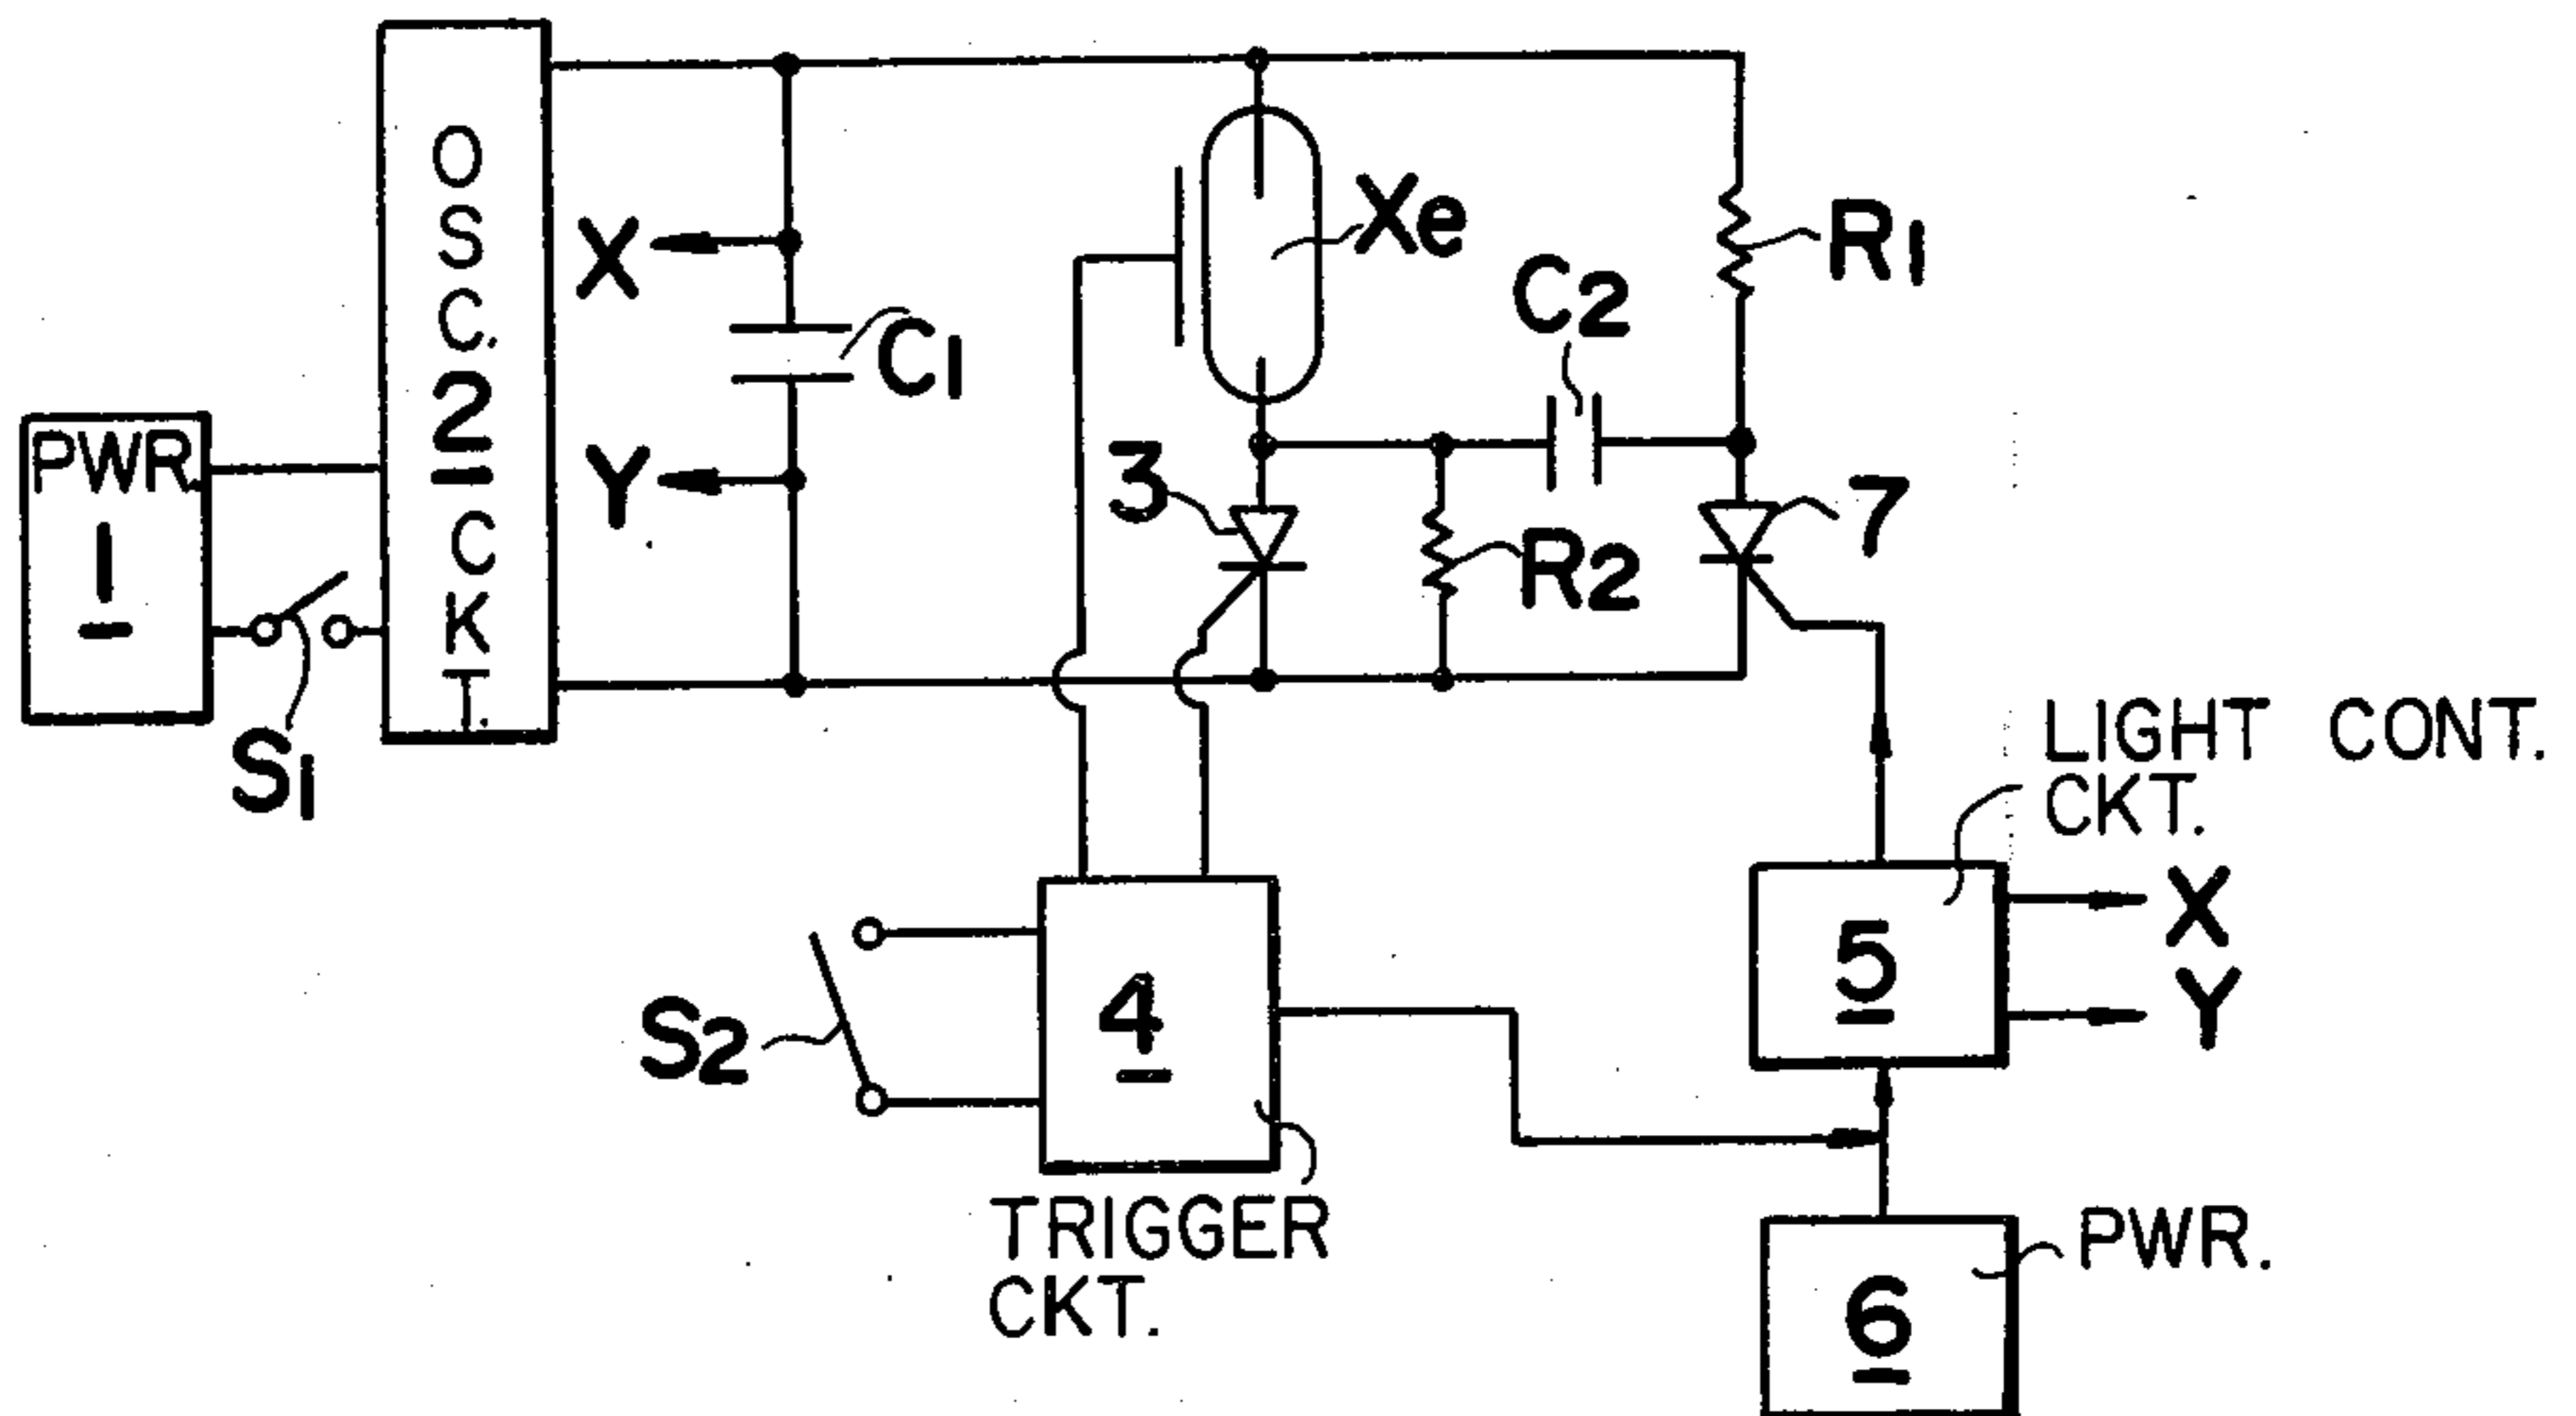 PWR.
1
OSC.
2
CKT.
S1
X
Y
C1
Xe
3
C2
R2
R1
7
S2
4
TRIGGER
CKT.
LIGHT CONT.
CKT.
5
X
Y
6
PWR.